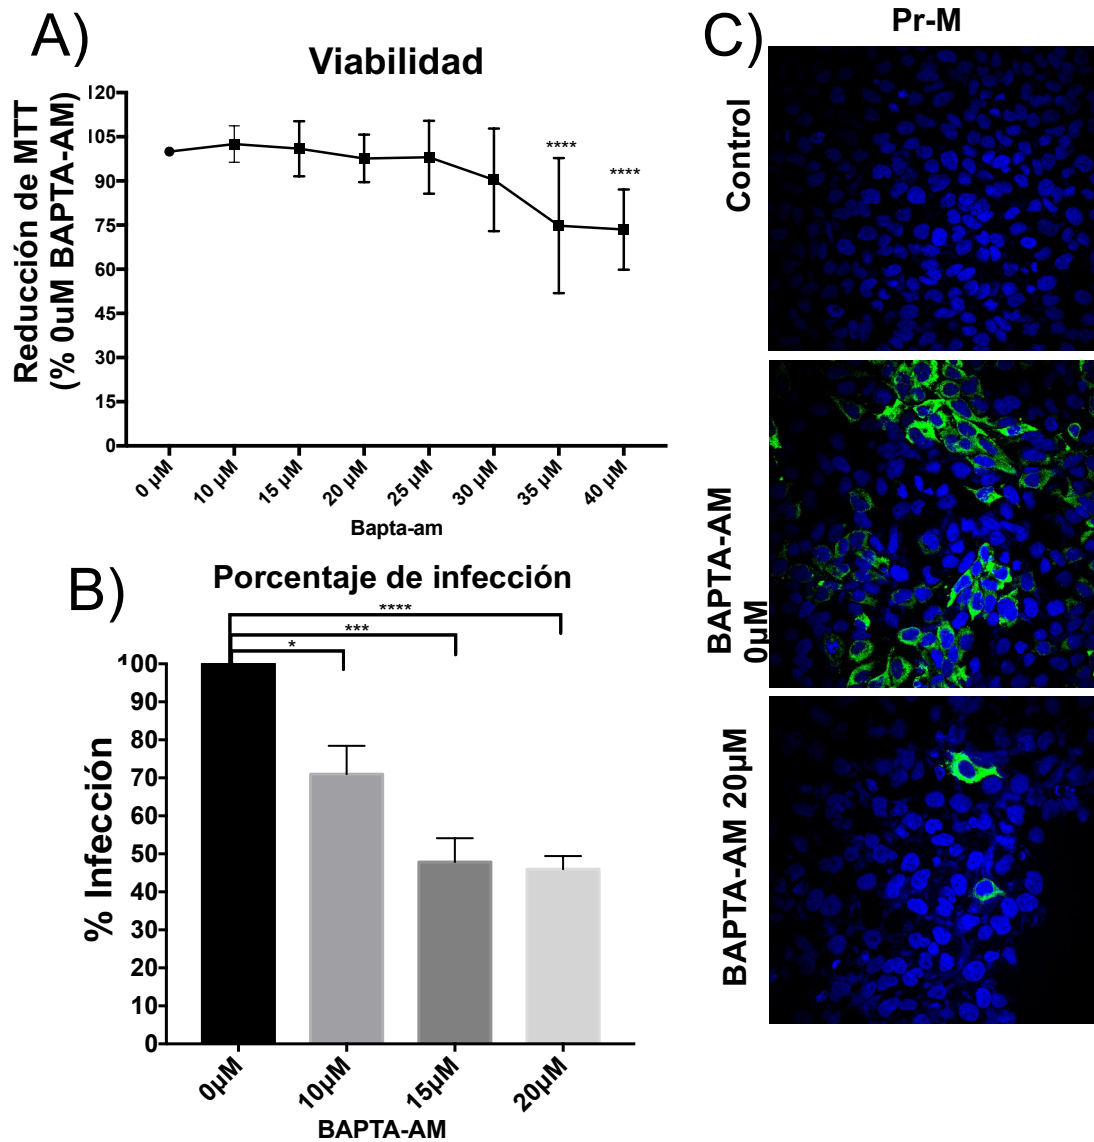 A)
Viabilidad
Reducción de MTT
(% 0uM BAPTA-AM)
120
105
90
75
60
45
30
15
0
****
****
0 µM
10 µM
15 µM
20 µM
25 µM
30 µM
35 µM
40 µM
Bapta-am
B)
Porcentaje de infección
****
***
*
% Infección
100
90
80
70
60
50
40
30
20
10
0
0µM
10µM
15µM
20µM
BAPTA-AM
C)
Pr-M
Control
BAPTA-AM
0µM
BAPTA-AM 20µM